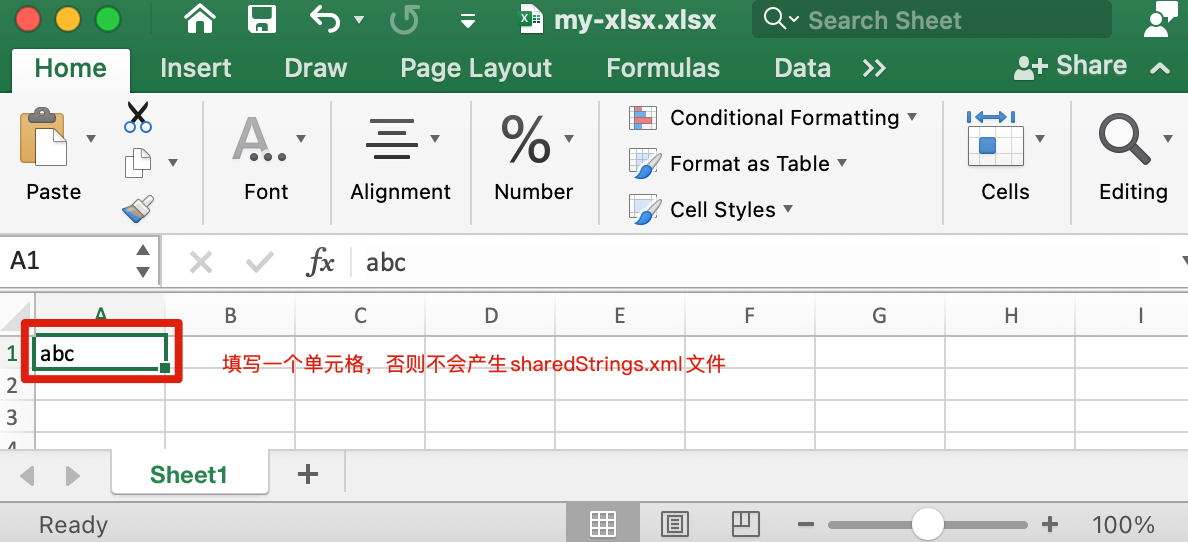 my-xlsx.xlsx
Search Sheet
Home Insert Draw Page Layout Formulas Data >> Share
Paste
Font
Alignment
%
Number
Conditional Formatting
Format as Table
Cell Styles
Cells
Editing
A1 fx abc
A B C D E F G H I
1 abc 填写一个单元格，否则不会产生sharedStrings.xml文件
2
3
4
Sheet1 +
Ready 100%